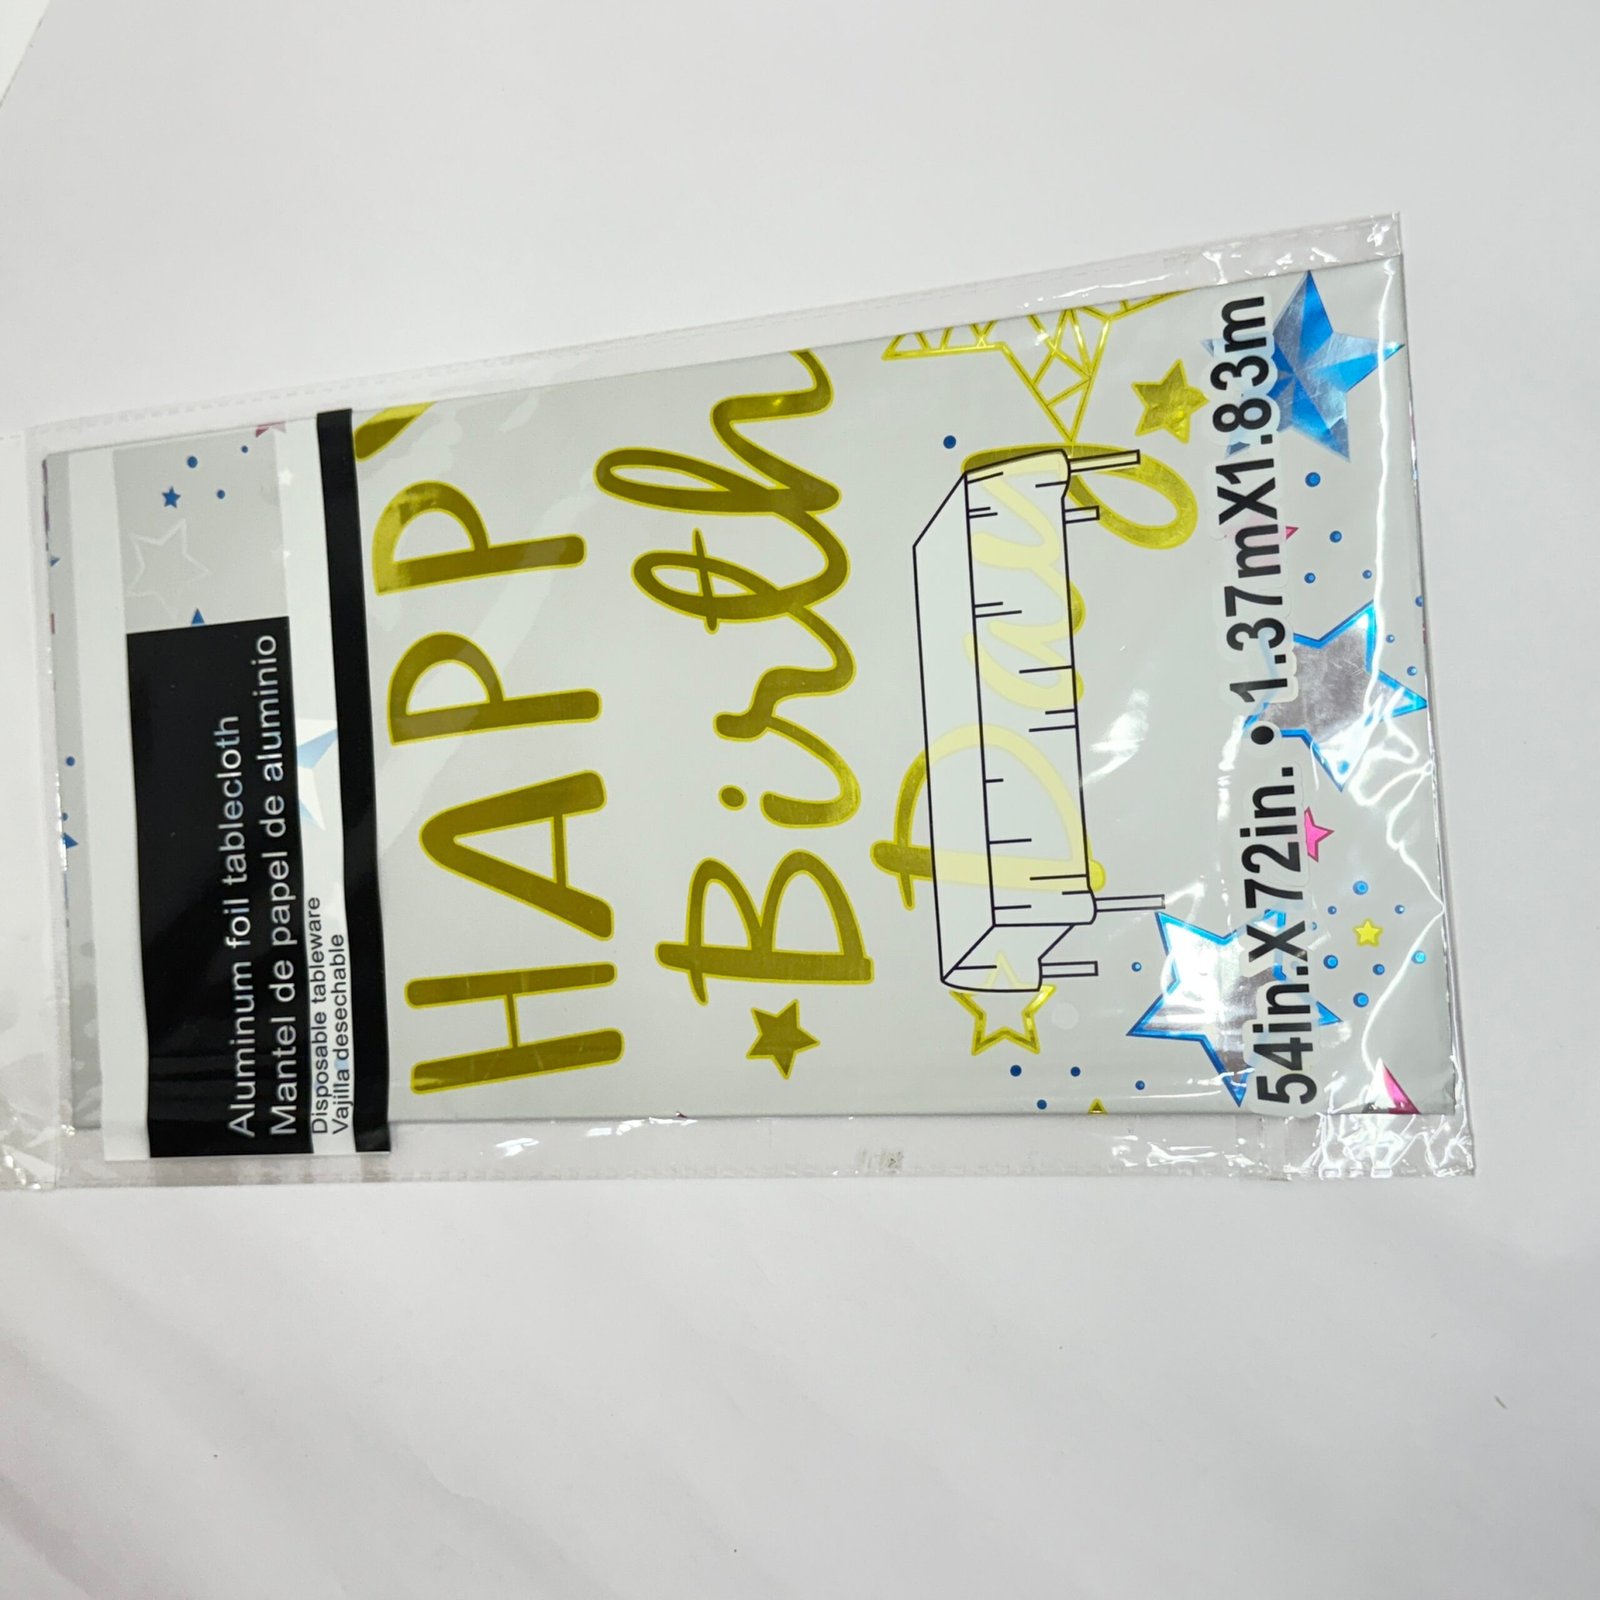 Aluminum foil tablecloth
Mantel de papel de aluminio
Disposable tableware
Vajilla desechable
HAPP
Birth
Day
54in.X72in. • 1.37mX1.83m